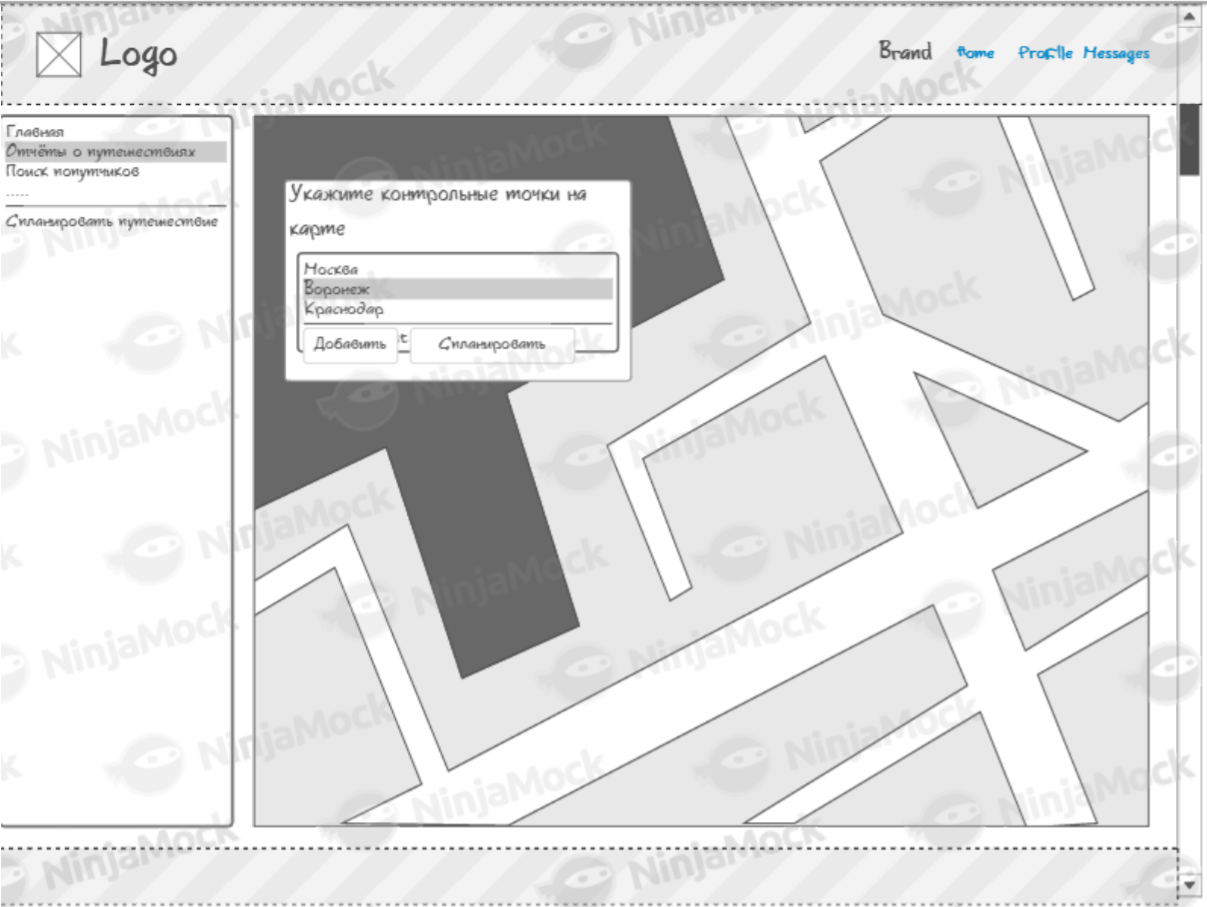 Logo
Brand Home Profile Messages
Главная
Отчёты о путешествиях
Поиск попутчиков
-----
Спланировать путешествие
Укажите контрольные точки на
карте
Москва
Воронеж
Краснодар
Добавить
Спланировать
NinjaMock